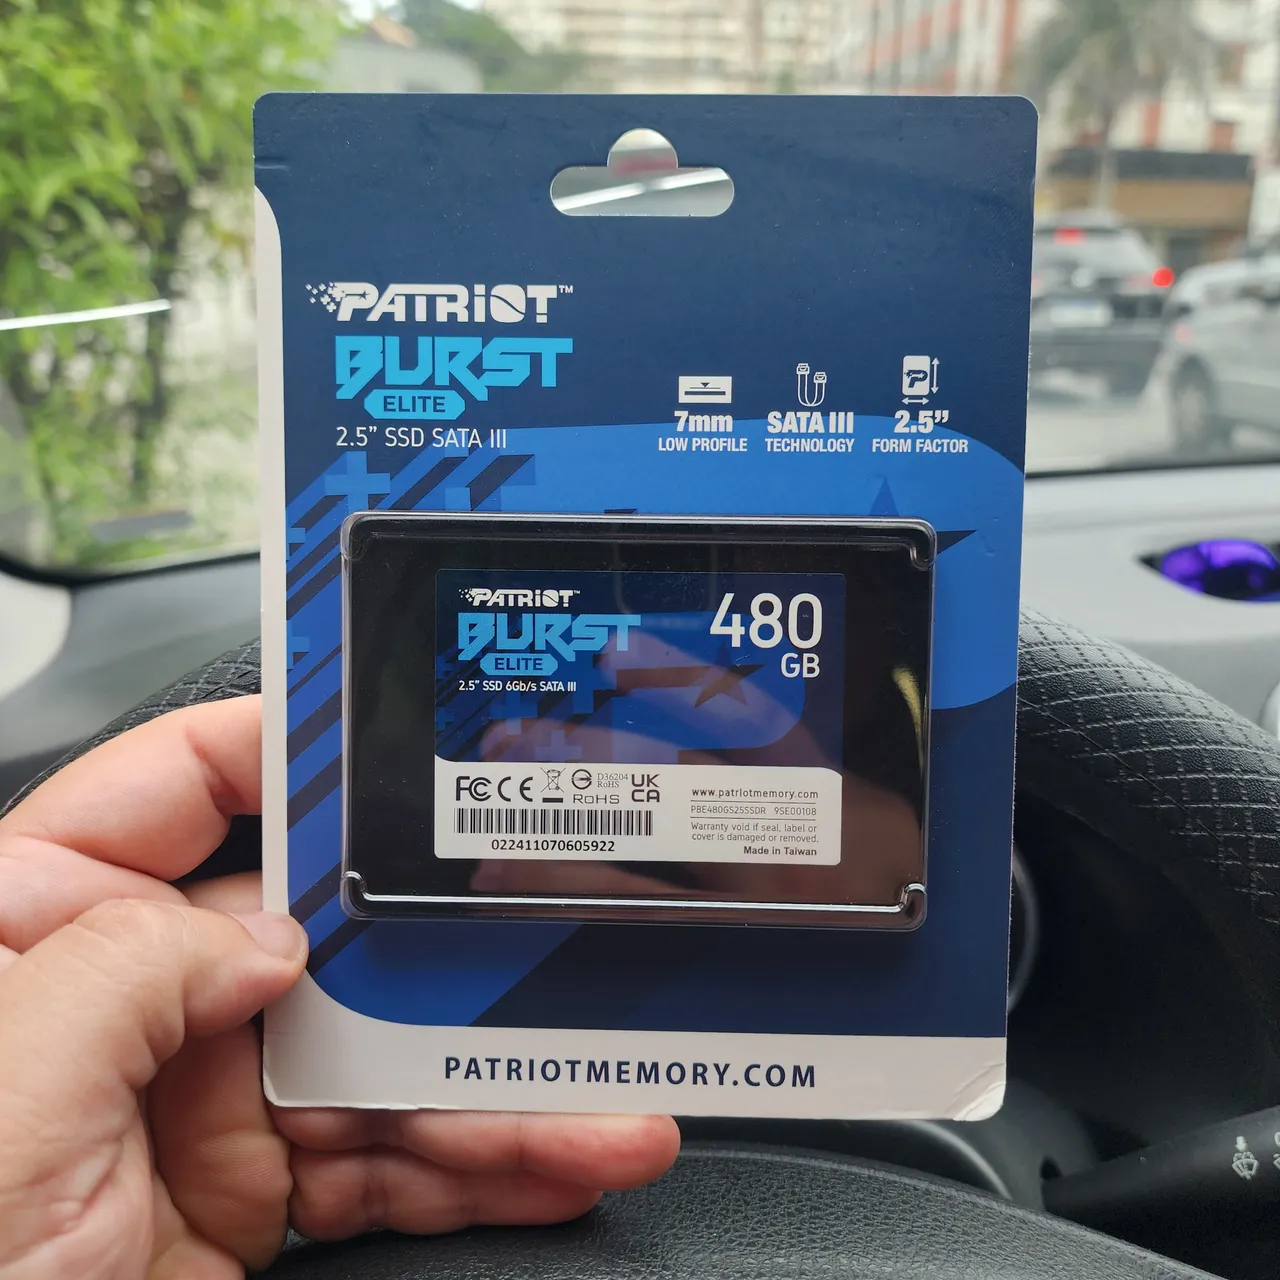 PATRIOT™
BURST
ELITE
2.5” SSD SATA III
7mm
LOW PROFILE
SATA III
TECHNOLOGY
2.5”
FORM FACTOR
PATRIOT™
BURST
ELITE
2.5” SSD 6Gb/s SATA III
480
GB
FC CE D36204
RoHS
RoHS
UK
CA
022411070605922
www.patriotmemory.com
PBE480GS25SSDR 9SE00108
Warranty void if seal, label or
cover is damaged or removed.
Made in Taiwan
PATRIOTMEMORY.COM